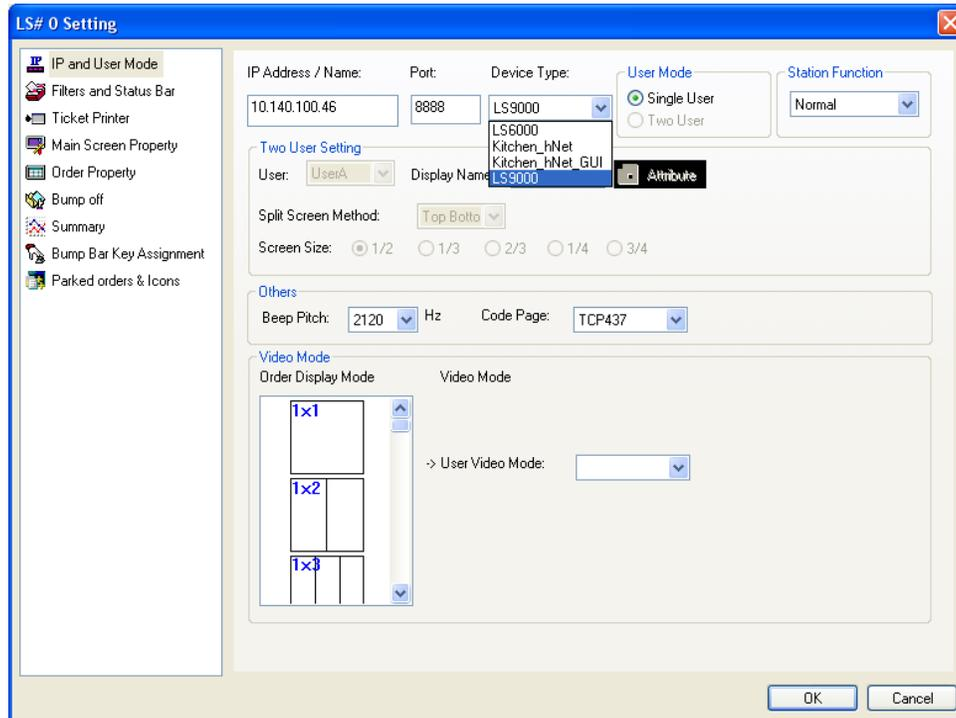 LS# 0 Setting
IP and User Mode
Filters and Status Bar
Ticket Printer
Main Screen Property
Order Property
Bump off
Summary
Bump Bar Key Assignment
Parked orders & Icons
IP Address / Name: Port: Device Type: User Mode Station Function
10.140.100.46 8888 LS9000 Single User Normal
Two User
LS6000
Kitchen_hNet
Kitchen_hNet_GUI
LS9000
Two User Setting
User: UserA Display Name Attribute
Split Screen Method: Top Botto
Screen Size: 1/2 1/3 2/3 1/4 3/4
Others
Beep Pitch: 2120 Hz Code Page: TCP437
Video Mode
Order Display Mode Video Mode
1x1
-> User Video Mode:
1x2
1x3
OK Cancel
IP